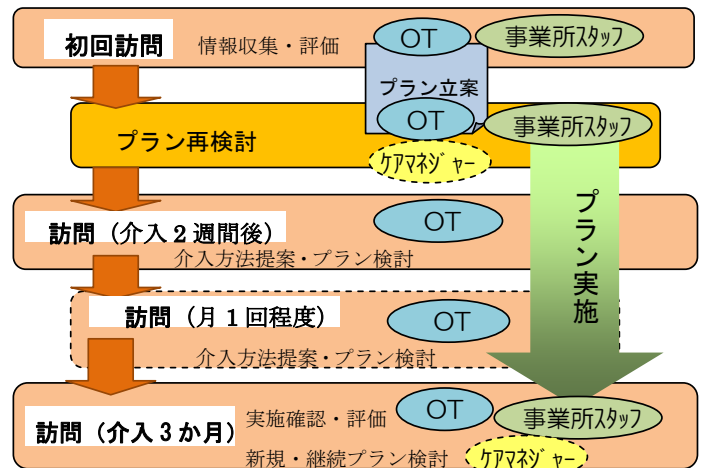 初回訪問
情報収集・評価
OT
事業所スタッフ
プラン立案
プラン再検討
OT
事業所スタッフ
ケアマネジャー
訪問（介入２週間後）
OT
介入方法提案・プラン検討
プラン実施
訪問（月１回程度）
OT
介入方法提案・プラン検討
訪問（介入３か月）
実施確認・評価
OT
事業所スタッフ
新規・継続プラン検討
ケアマネジャー